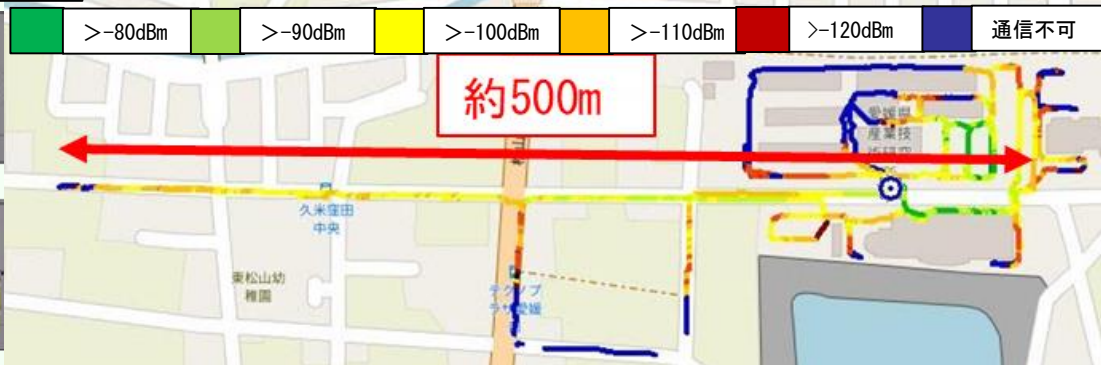 >-80dBm
>-90dBm
>-100dBm
>-110dBm
>-120dBm
通信不可
約500m
愛媛県
産業技
術研究
久米窪田
中央
東松山幼
稚園
テクノプ
ラザ愛媛